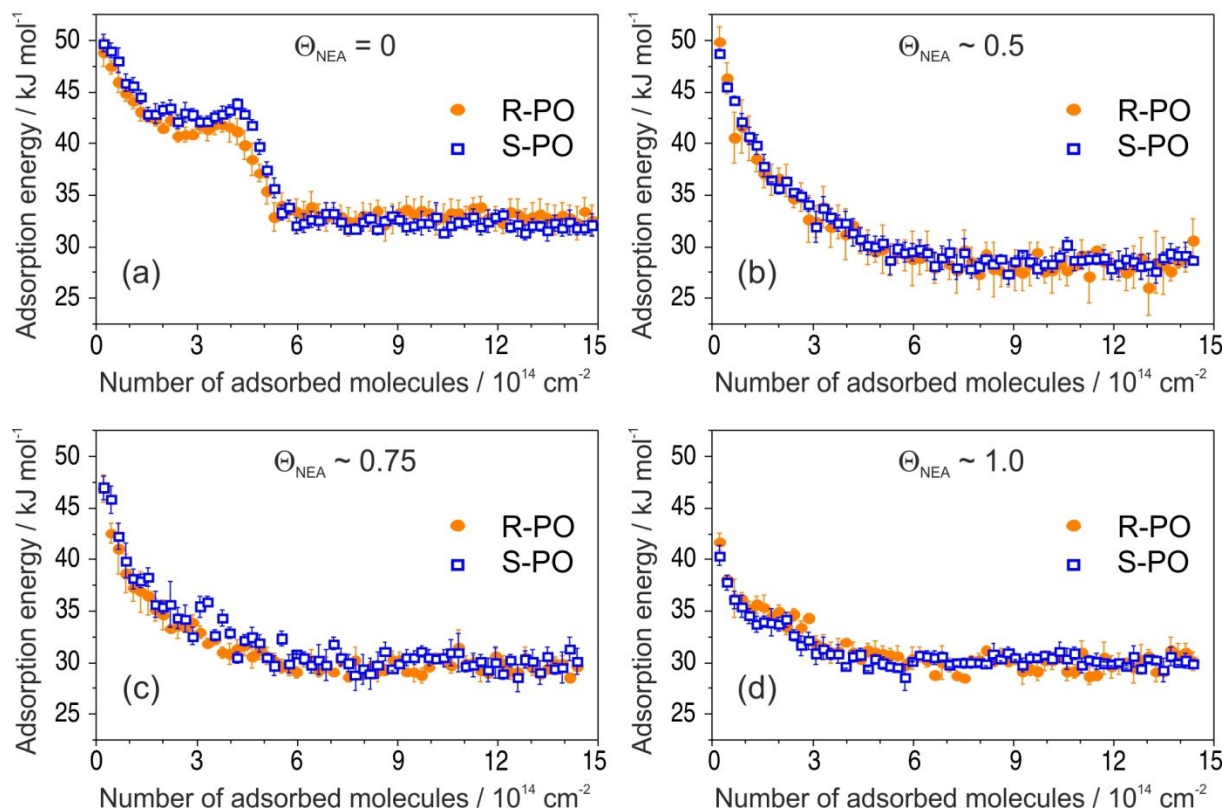 Adsorption energy / kJ mol⁻¹
50
45
40
35
30
25
Θ_NEA = 0
R-PO
S-PO
(a)
0 3 6 9 12 15
Number of adsorbed molecules / 10¹⁴ cm⁻²
Adsorption energy / kJ mol⁻¹
50
45
40
35
30
25
Θ_NEA ~ 0.5
R-PO
S-PO
(b)
0 3 6 9 12 15
Number of adsorbed molecules / 10¹⁴ cm⁻²
Adsorption energy / kJ mol⁻¹
50
45
40
35
30
25
Θ_NEA ~ 0.75
R-PO
S-PO
(c)
0 3 6 9 12 15
Number of adsorbed molecules / 10¹⁴ cm⁻²
Adsorption energy / kJ mol⁻¹
50
45
40
35
30
25
Θ_NEA ~ 1.0
R-PO
S-PO
(d)
0 3 6 9 12 15
Number of adsorbed molecules / 10¹⁴ cm⁻²